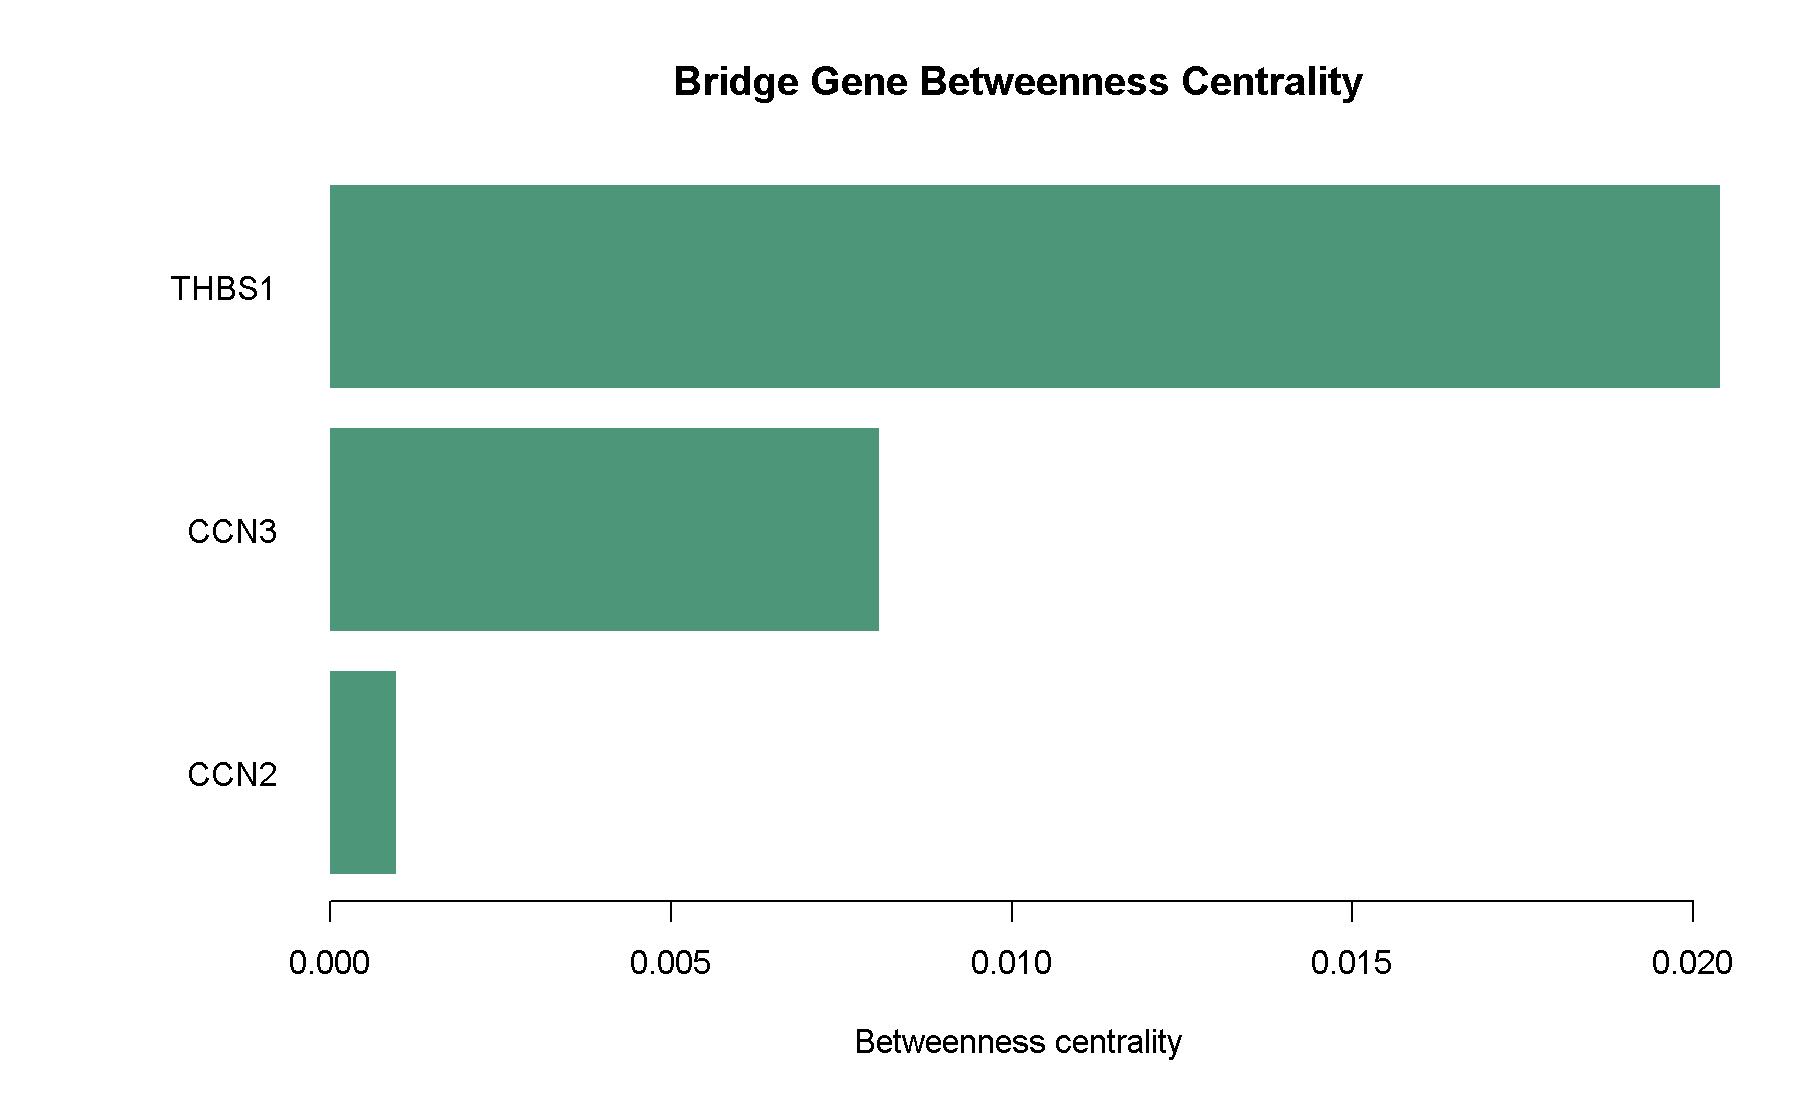 Bridge Gene Betweenness Centrality
THBS1
CCN3
CCN2
0.000 0.005 0.010 0.015 0.020
Betweenness centrality